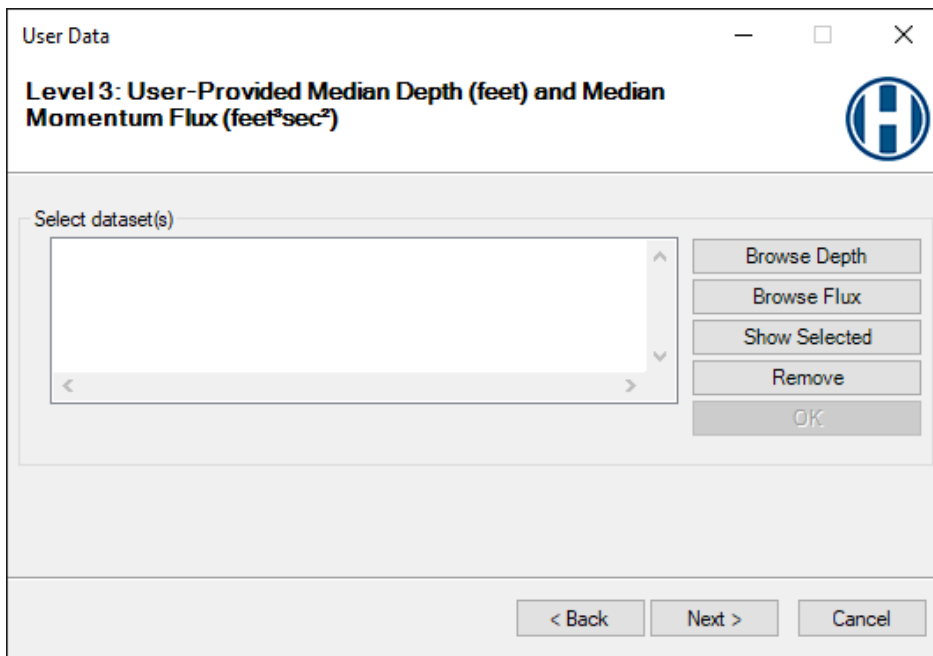 User Data
Level 3: User-Provided Median Depth (feet) and Median
Momentum Flux (feet³sec²)
Select dataset(s)
Browse Depth
Browse Flux
Show Selected
Remove
OK
< Back
Next >
Cancel